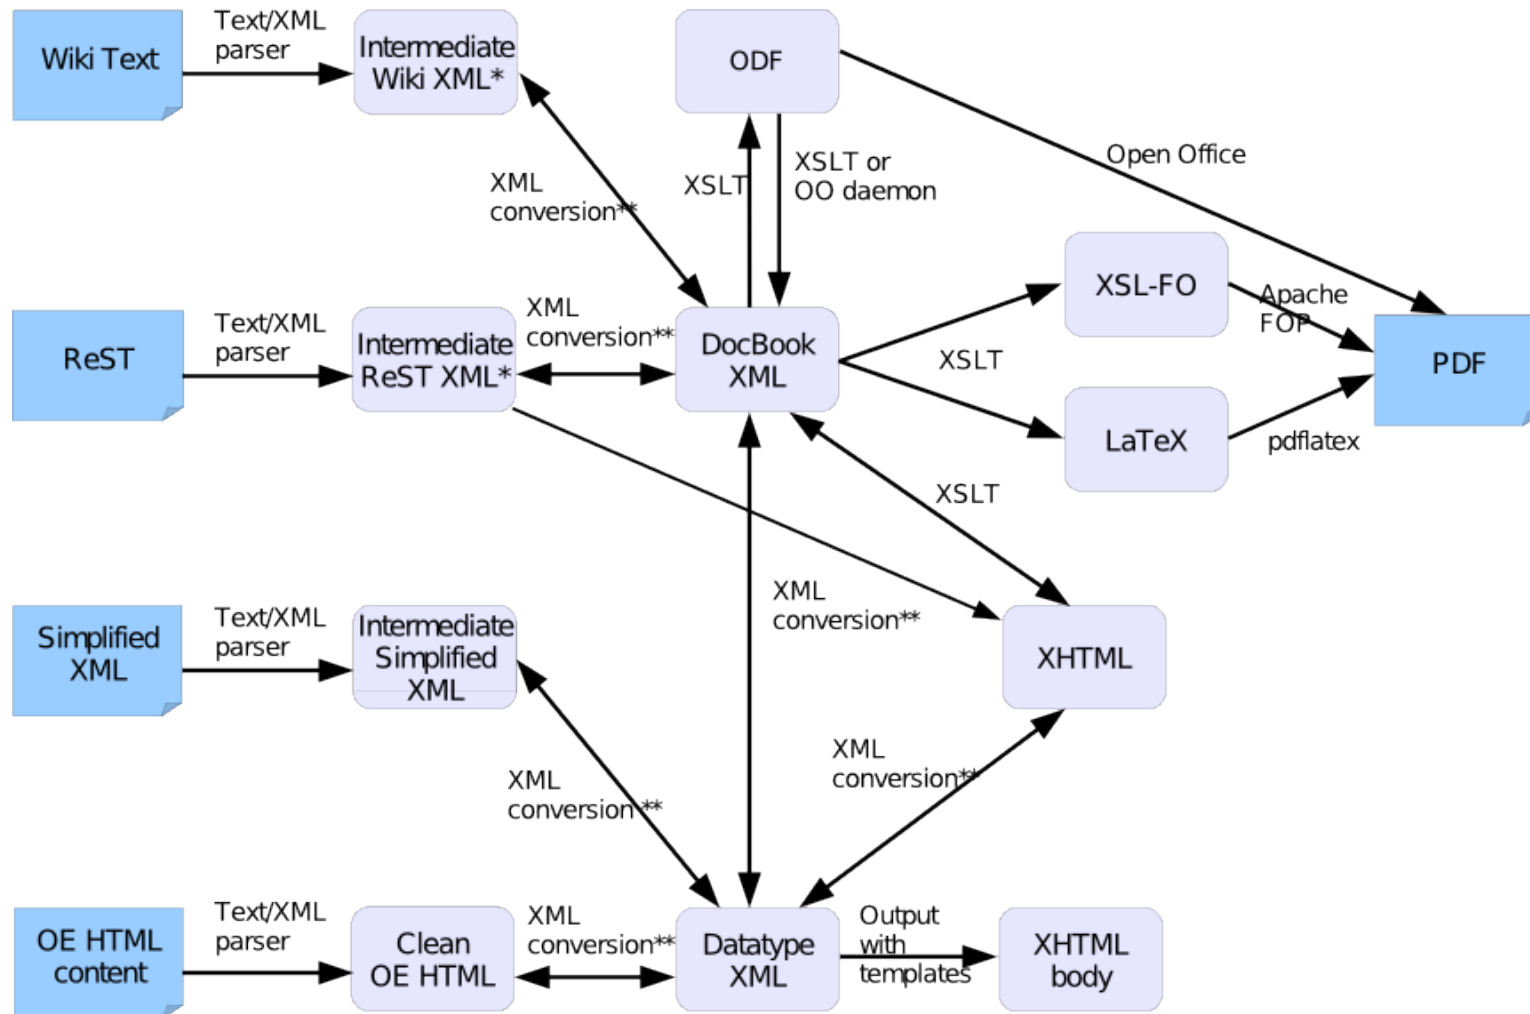 Wiki Text
Text/XML
parser
Intermediate
Wiki XML*
ODF
XML
conversion**
XSLT
XSLT or
OO daemon
Open Office
ReST
Text/XML
parser
Intermediate
ReST XML*
XML
conversion**
DocBook
XML
XSLT
XSL-FO
Apache
FOP
LaTeX
pdflatex
PDF
XSLT
Simplified
XML
Text/XML
parser
Intermediate
Simplified
XML
XML
conversion**
XHTML
XML
conversion **
XML
conversion**
OE HTML
content
Text/XML
parser
Clean
OE HTML
XML
conversion**
Datatype
XML
Output
with
templates
XHTML
body